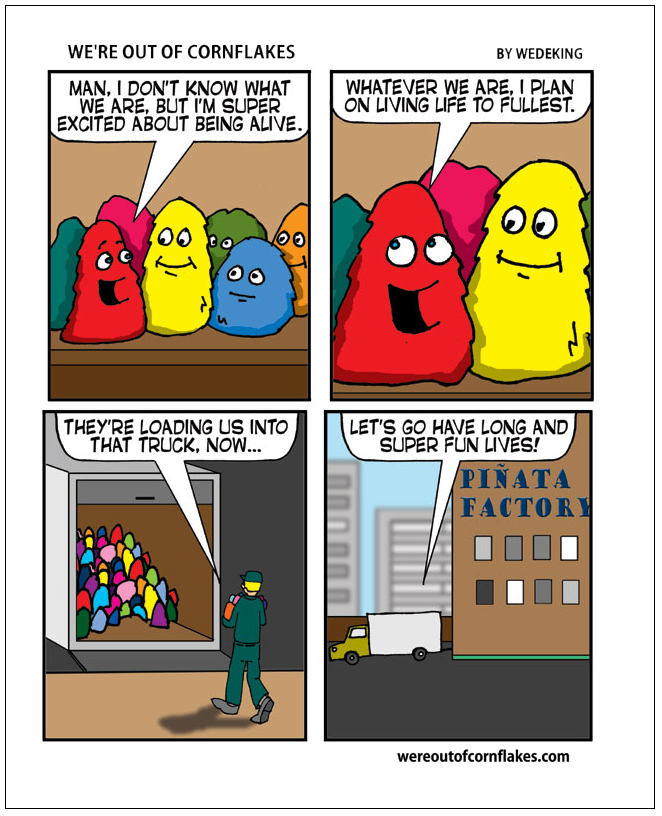 WE'RE OUT OF CORNFLAKES
BY WEDEKING
MAN, I DON'T KNOW WHAT
WE ARE, BUT I'M SUPER
EXCITED ABOUT BEING ALIVE.
WHATEVER WE ARE, I PLAN
ON LIVING LIFE TO FULLEST.
THEY'RE LOADING US INTO
THAT TRUCK, NOW...
LET'S GO HAVE LONG AND
SUPER FUN LIVES!
PIÑATA
FACTORY
wereoutofcornflakes.com